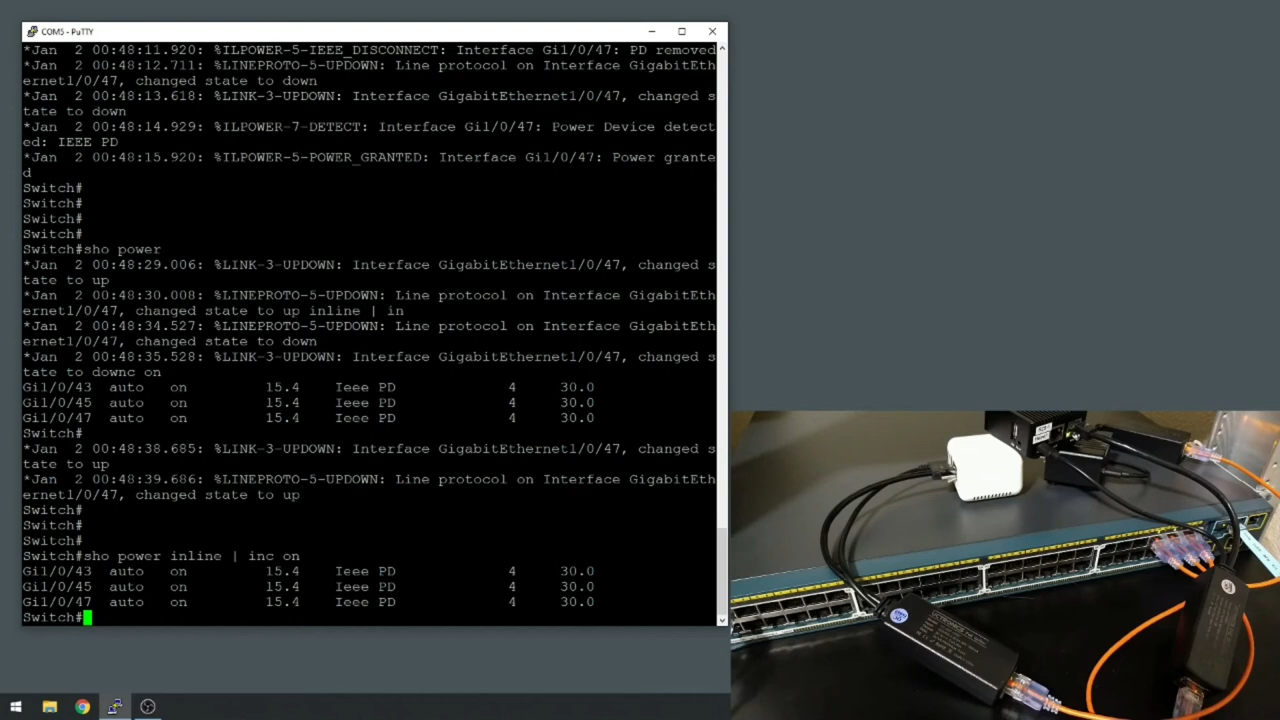 COM5 - PuTTY
*Jan  2 00:48:11.920: %ILPOWER-5-IEEE_DISCONNECT: Interface Gi1/0/47: PD removed
*Jan  2 00:48:12.711: %LINEPROTO-5-UPDOWN: Line protocol on Interface GigabitEth
ernet1/0/47, changed state to down
*Jan  2 00:48:13.618: %LINK-3-UPDOWN: Interface GigabitEthernet1/0/47, changed s
tate to down
*Jan  2 00:48:14.929: %ILPOWER-7-DETECT: Interface Gi1/0/47: Power Device detect
ed: IEEE PD
*Jan  2 00:48:15.920: %ILPOWER-5-POWER_GRANTED: Interface Gi1/0/47: Power grante
d
Switch#
Switch#
Switch#
Switch#
Switch#sho power
*Jan  2 00:48:29.006: %LINK-3-UPDOWN: Interface GigabitEthernet1/0/47, changed s
tate to up
*Jan  2 00:48:30.008: %LINEPROTO-5-UPDOWN: Line protocol on Interface GigabitEth
ernet1/0/47, changed state to up inline | in
*Jan  2 00:48:34.527: %LINEPROTO-5-UPDOWN: Line protocol on Interface GigabitEth
ernet1/0/47, changed state to down
*Jan  2 00:48:35.528: %LINK-3-UPDOWN: Interface GigabitEthernet1/0/47, changed s
tate to downc on
Gi1/0/43  auto   on         15.4    Ieee PD             4     30.0
Gi1/0/45  auto   on         15.4    Ieee PD             4     30.0
Gi1/0/47  auto   on         15.4    Ieee PD             4     30.0
Switch#
*Jan  2 00:48:38.685: %LINK-3-UPDOWN: Interface GigabitEthernet1/0/47, changed s
tate to up
*Jan  2 00:48:39.686: %LINEPROTO-5-UPDOWN: Line protocol on Interface GigabitEth
ernet1/0/47, changed state to up
Switch#
Switch#
Switch#
Switch#sho power inline | inc on
Gi1/0/43  auto   on         15.4    Ieee PD             4     30.0
Gi1/0/45  auto   on         15.4    Ieee PD             4     30.0
Gi1/0/47  auto   on         15.4    Ieee PD             4     30.0
Switch#